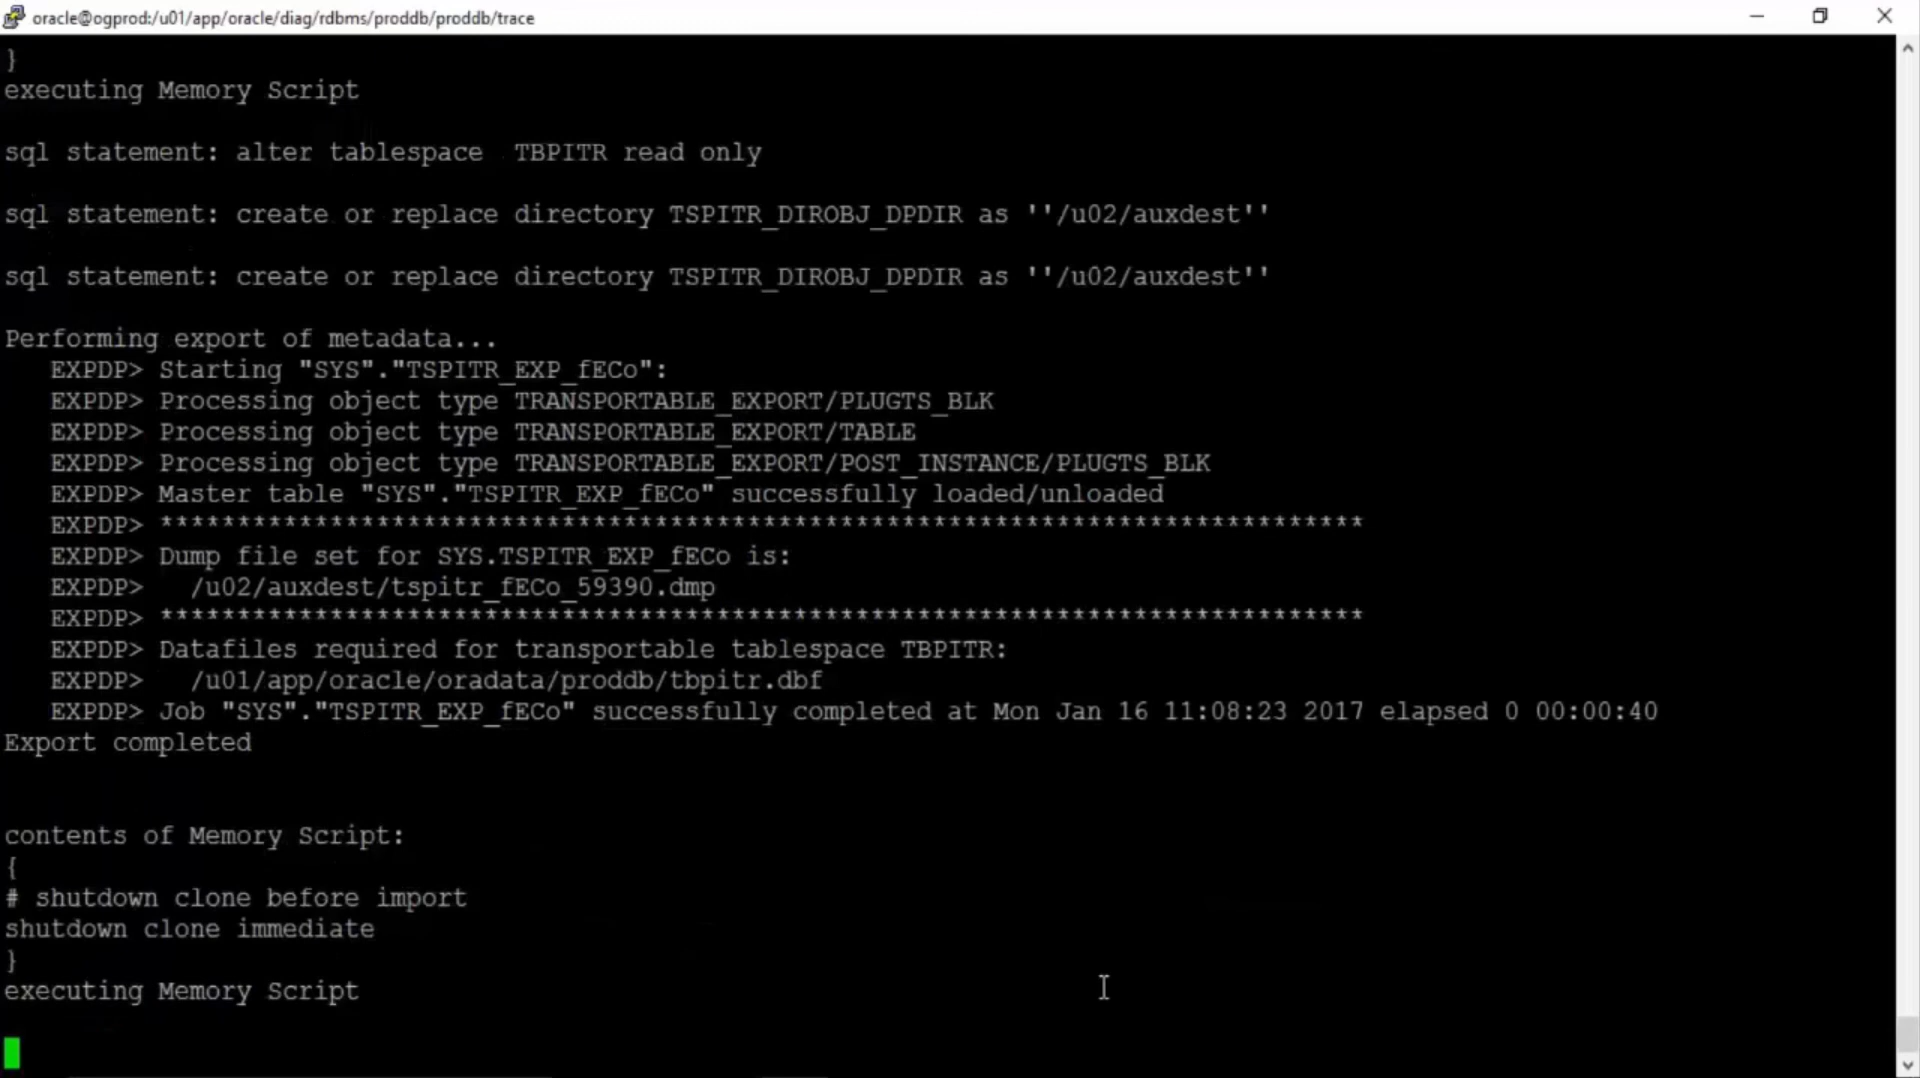 oracle@ogprod:/u01/app/oracle/diag/rdbms/proddb/proddb/trace
}
executing Memory Script
sql statement: alter tablespace  TBPITR read only
sql statement: create or replace directory TSPITR_DIROBJ_DPDIR as ''/u02/auxdest''
sql statement: create or replace directory TSPITR_DIROBJ_DPDIR as ''/u02/auxdest''
Performing export of metadata...
   EXPDP> Starting "SYS"."TSPITR_EXP_fECo":
   EXPDP> Processing object type TRANSPORTABLE_EXPORT/PLUGTS_BLK
   EXPDP> Processing object type TRANSPORTABLE_EXPORT/TABLE
   EXPDP> Processing object type TRANSPORTABLE_EXPORT/POST_INSTANCE/PLUGTS_BLK
   EXPDP> Master table "SYS"."TSPITR_EXP_fECo" successfully loaded/unloaded
   EXPDP> ******************************************************************************
   EXPDP> Dump file set for SYS.TSPITR_EXP_fECo is:
   EXPDP>   /u02/auxdest/tspitr_fECo_59390.dmp
   EXPDP> ******************************************************************************
   EXPDP> Datafiles required for transportable tablespace TBPITR:
   EXPDP>   /u01/app/oracle/oradata/proddb/tbpitr.dbf
   EXPDP> Job "SYS"."TSPITR_EXP_fECo" successfully completed at Mon Jan 16 11:08:23 2017 elapsed 0 00:00:40
Export completed
contents of Memory Script:
{
# shutdown clone before import
shutdown clone immediate
}
executing Memory Script